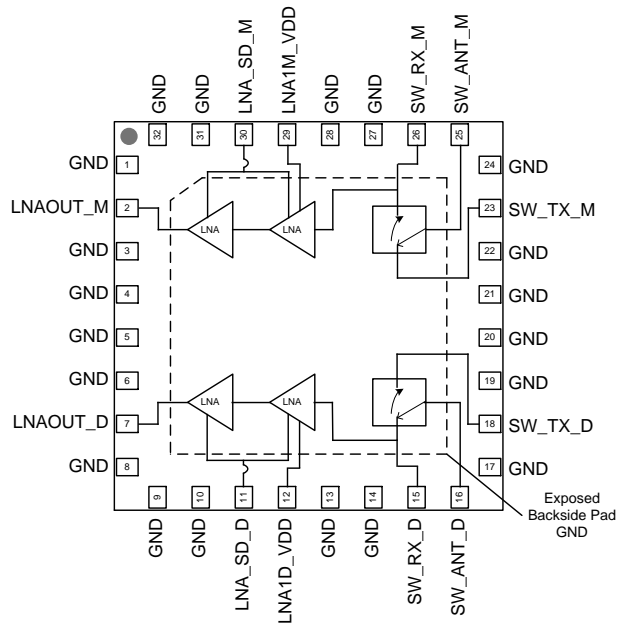 GND
GND
LNA_SD_M
LNA1M_VDD
GND
GND
SW_RX_M
SW_ANT_M
32
31
30
29
28
27
26
25
GND 1
LNAOUT_M 2
GND 3
GND 4
GND 5
GND 6
LNAOUT_D 7
GND 8
24 GND
23 SW_TX_M
22 GND
21 GND
20 GND
19 GND
18 SW_TX_D
17 GND
LNA
LNA
LNA
LNA
9
10
11
12
13
14
15
16
GND
GND
LNA_SD_D
LNA1D_VDD
GND
GND
SW_RX_D
SW_ANT_D
Exposed
Backside Pad
GND